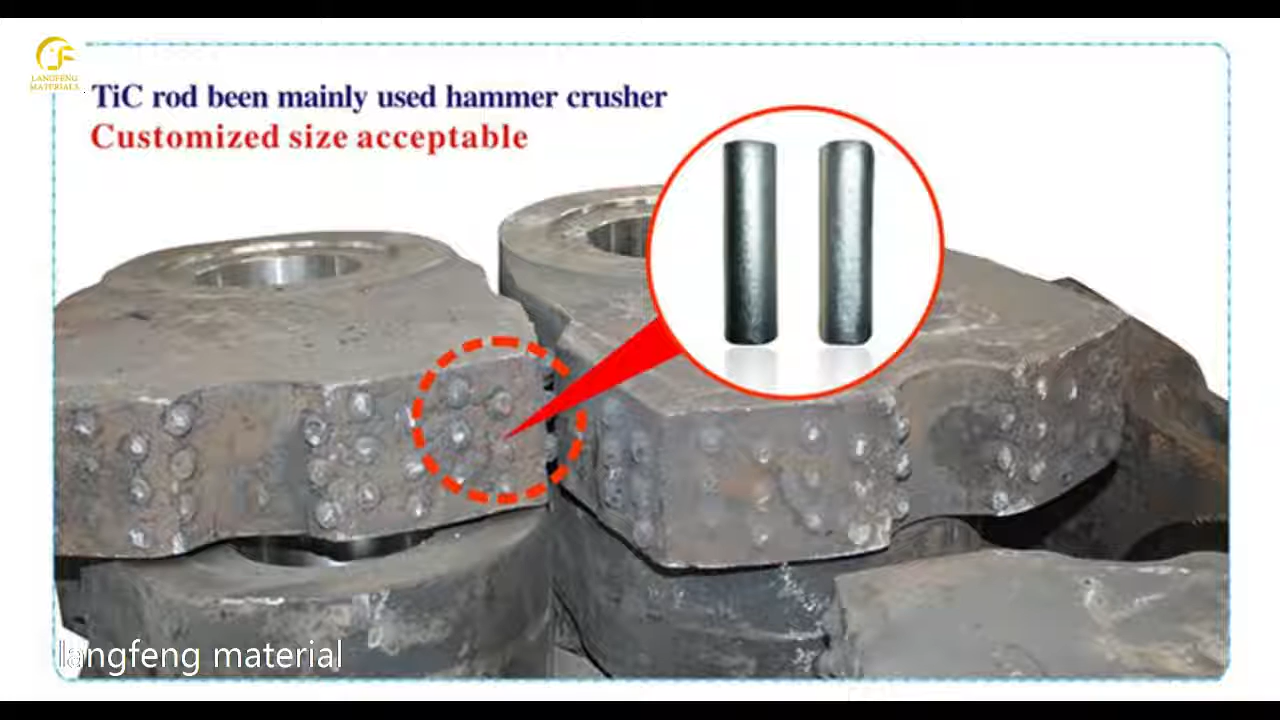 LANGFENG
MATERIALS
TiC rod been mainly used hammer crusher
Customized size acceptable
langfeng material